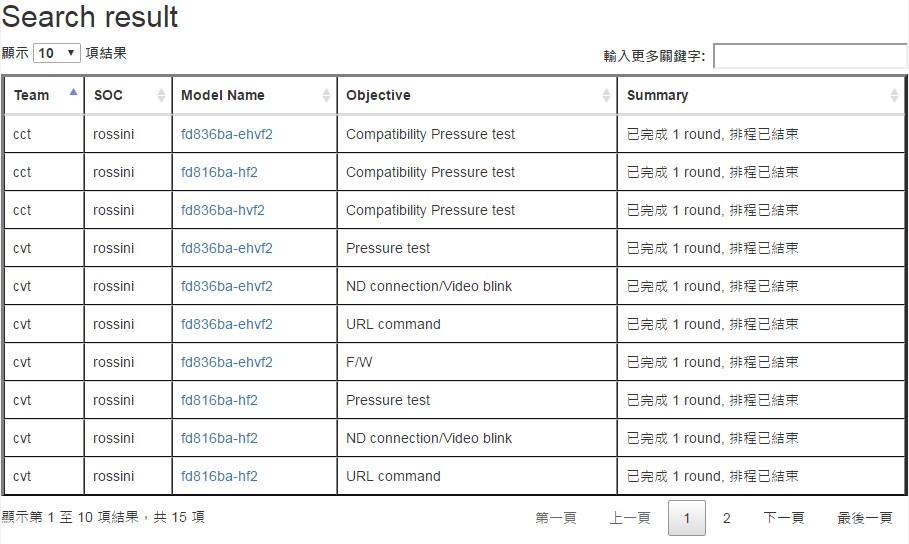 Search result
顯示 10 項結果 輸入更多關鍵字:
Team SOC Model Name Objective Summary
cct rossini fd836ba-ehvf2 Compatibility Pressure test 已完成 1 round, 排程已結束
cct rossini fd816ba-hf2 Compatibility Pressure test 已完成 1 round, 排程已結束
cct rossini fd836ba-hvf2 Compatibility Pressure test 已完成 1 round, 排程已結束
cvt rossini fd836ba-ehvf2 Pressure test 已完成 1 round, 排程已結束
cvt rossini fd836ba-ehvf2 ND connection/Video blink 已完成 1 round, 排程已結束
cvt rossini fd836ba-ehvf2 URL command 已完成 1 round, 排程已結束
cvt rossini fd836ba-ehvf2 F/W 已完成 1 round, 排程已結束
cvt rossini fd816ba-hf2 Pressure test 已完成 1 round, 排程已結束
cvt rossini fd816ba-hf2 ND connection/Video blink 已完成 1 round, 排程已結束
cvt rossini fd816ba-hf2 URL command 已完成 1 round, 排程已結束
顯示第 1 至 10 項結果，共 15 項 第一頁 上一頁 1 2 下一頁 最後一頁